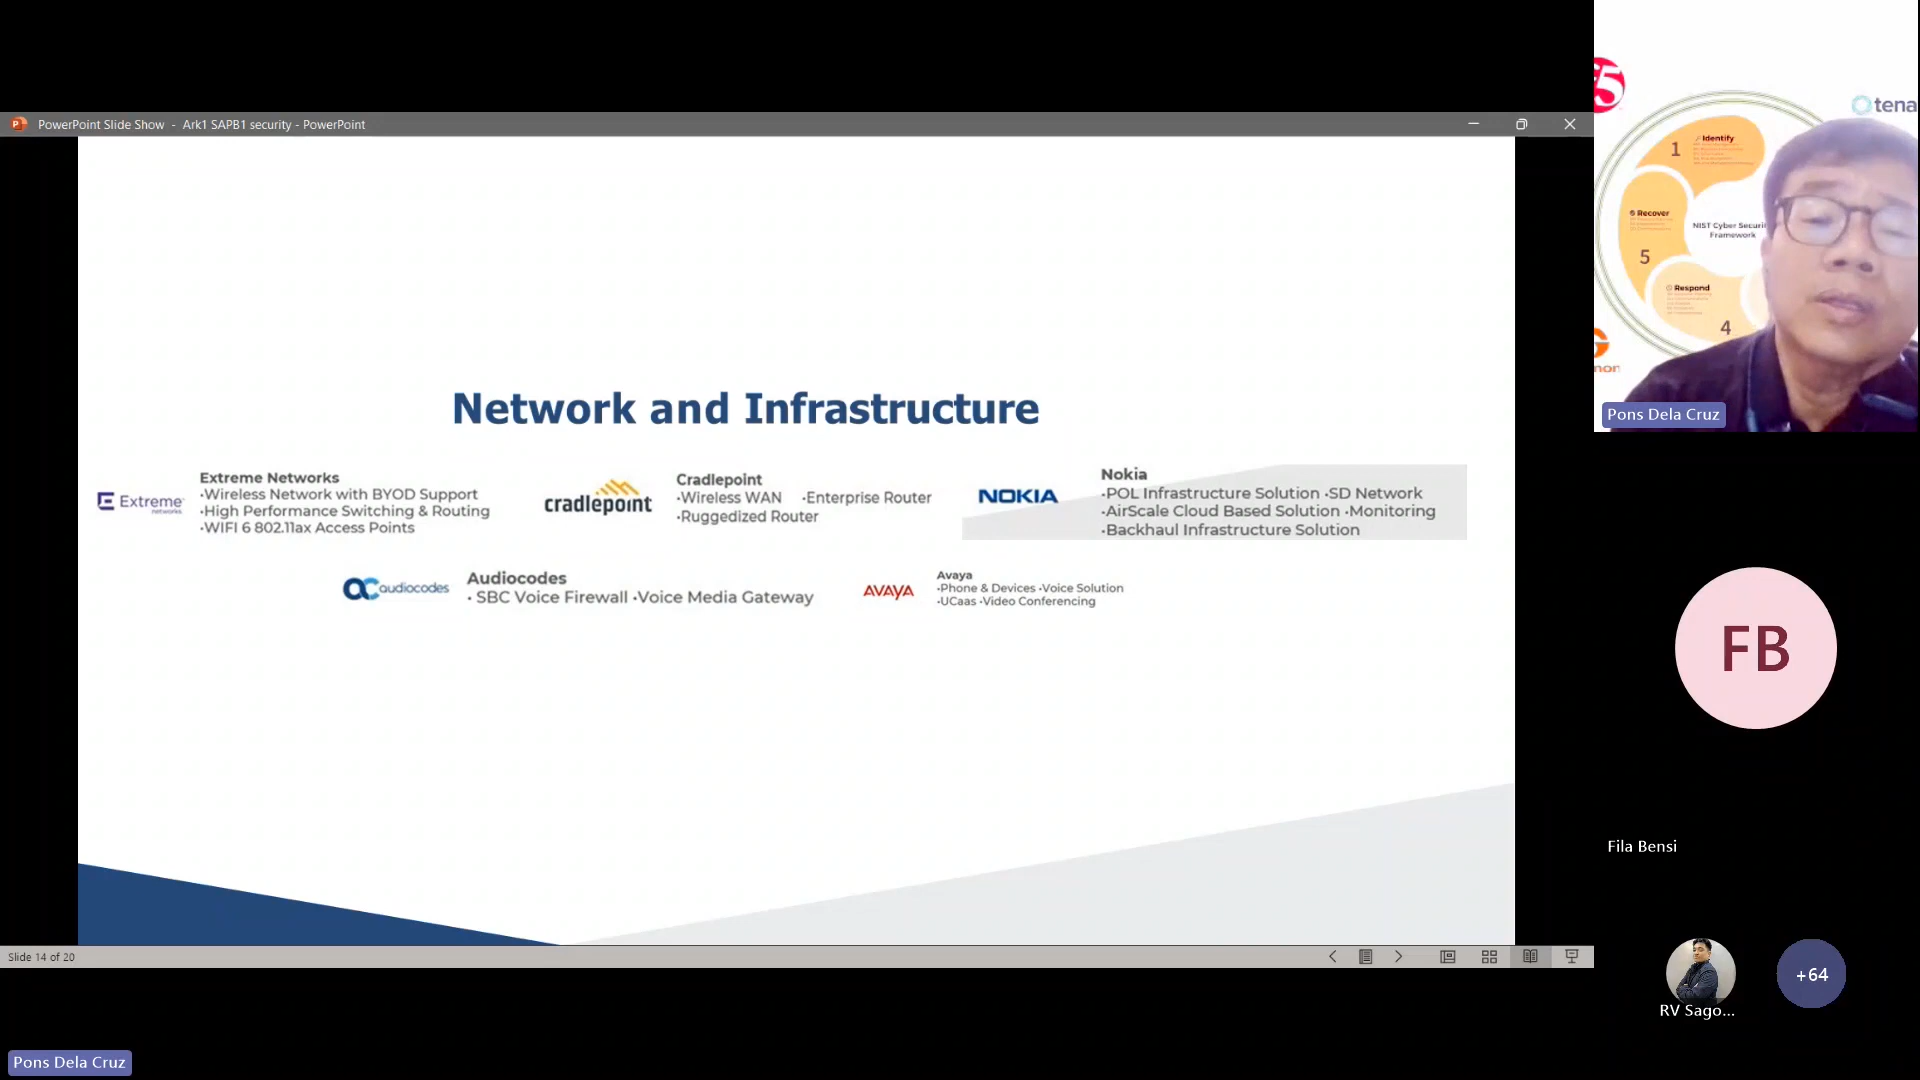 PowerPoint Slide Show - Ark1 SAPB1 security - PowerPoint
Network and Infrastructure
Extreme networks
Extreme Networks
•Wireless Network with BYOD Support
•High Performance Switching & Routing
•WIFI 6 802.11ax Access Points
cradlepoint
Cradlepoint
•Wireless WAN •Enterprise Router
•Ruggedized Router
NOKIA
Nokia
•POL Infrastructure Solution •SD Network
•AirScale Cloud Based Solution •Monitoring
•Backhaul Infrastructure Solution
audiocodes
Audiocodes
• SBC Voice Firewall •Voice Media Gateway
AVAYA
Avaya
•Phone & Devices •Voice Solution
•UCaas •Video Conferencing
Slide 14 of 20
Pons Dela Cruz
5
tena
1
Identify
Recover
5
NIST Cyber Securi
Framework
Respond
4
non
Pons Dela Cruz
FB
Fila Bensi
RV Sago...
+64